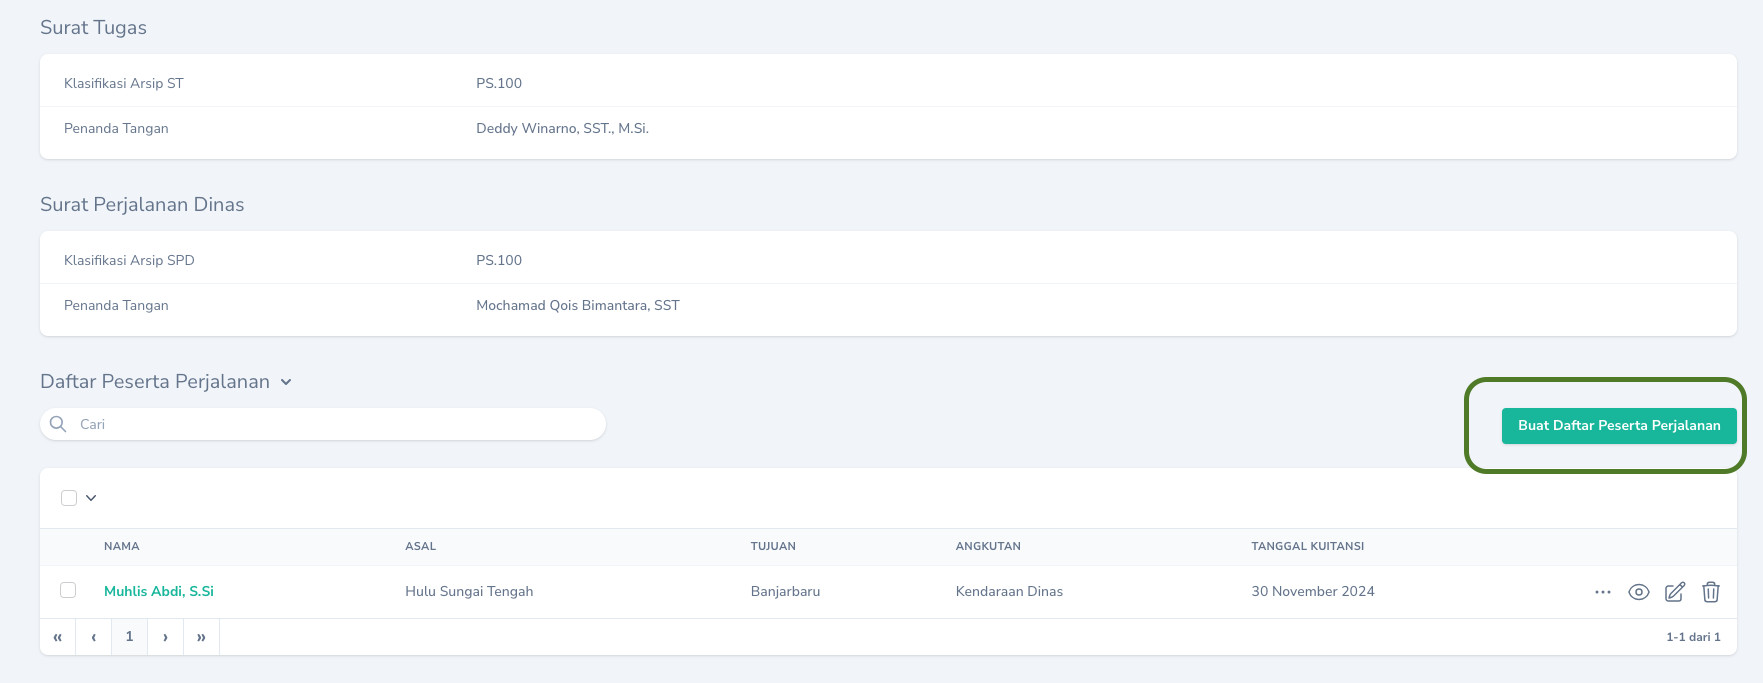 Surat Tugas
Klasifikasi Arsip ST PS.100
Penanda Tangan Deddy Winarno, SST., M.Si.
Surat Perjalanan Dinas
Klasifikasi Arsip SPD PS.100
Penanda Tangan Mochamad Qois Bimantara, SST
Daftar Peserta Perjalanan
Cari
Buat Daftar Peserta Perjalanan
NAMA ASAL TUJUAN ANGKUTAN TANGGAL KUITANSI
Muhlis Abdi, S.Si Hulu Sungai Tengah Banjarbaru Kendaraan Dinas 30 November 2024
« ‹ 1 › » 1-1 dari 1